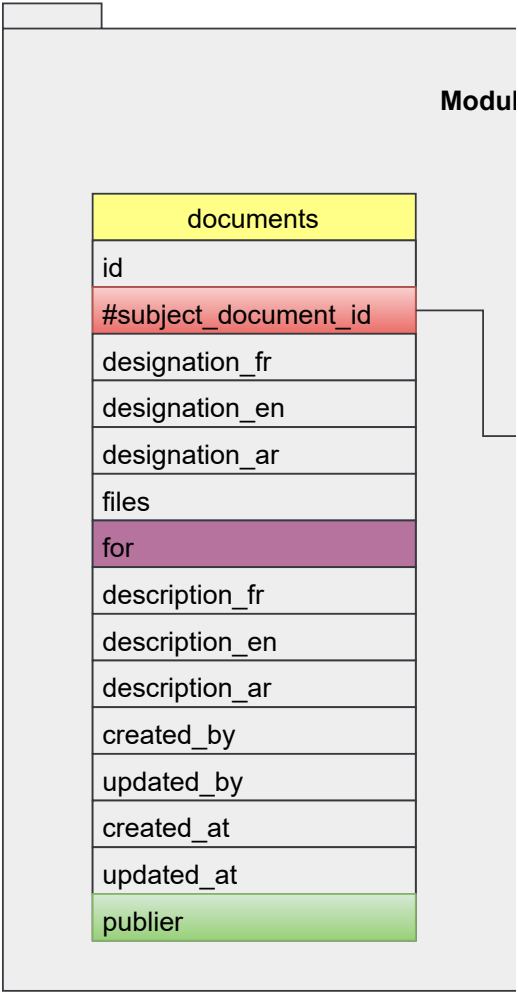 Modul
documents
id
#subject_document_id
designation_fr
designation_en
designation_ar
files
for
description_fr
description_en
description_ar
created_by
updated_by
created_at
updated_at
publier